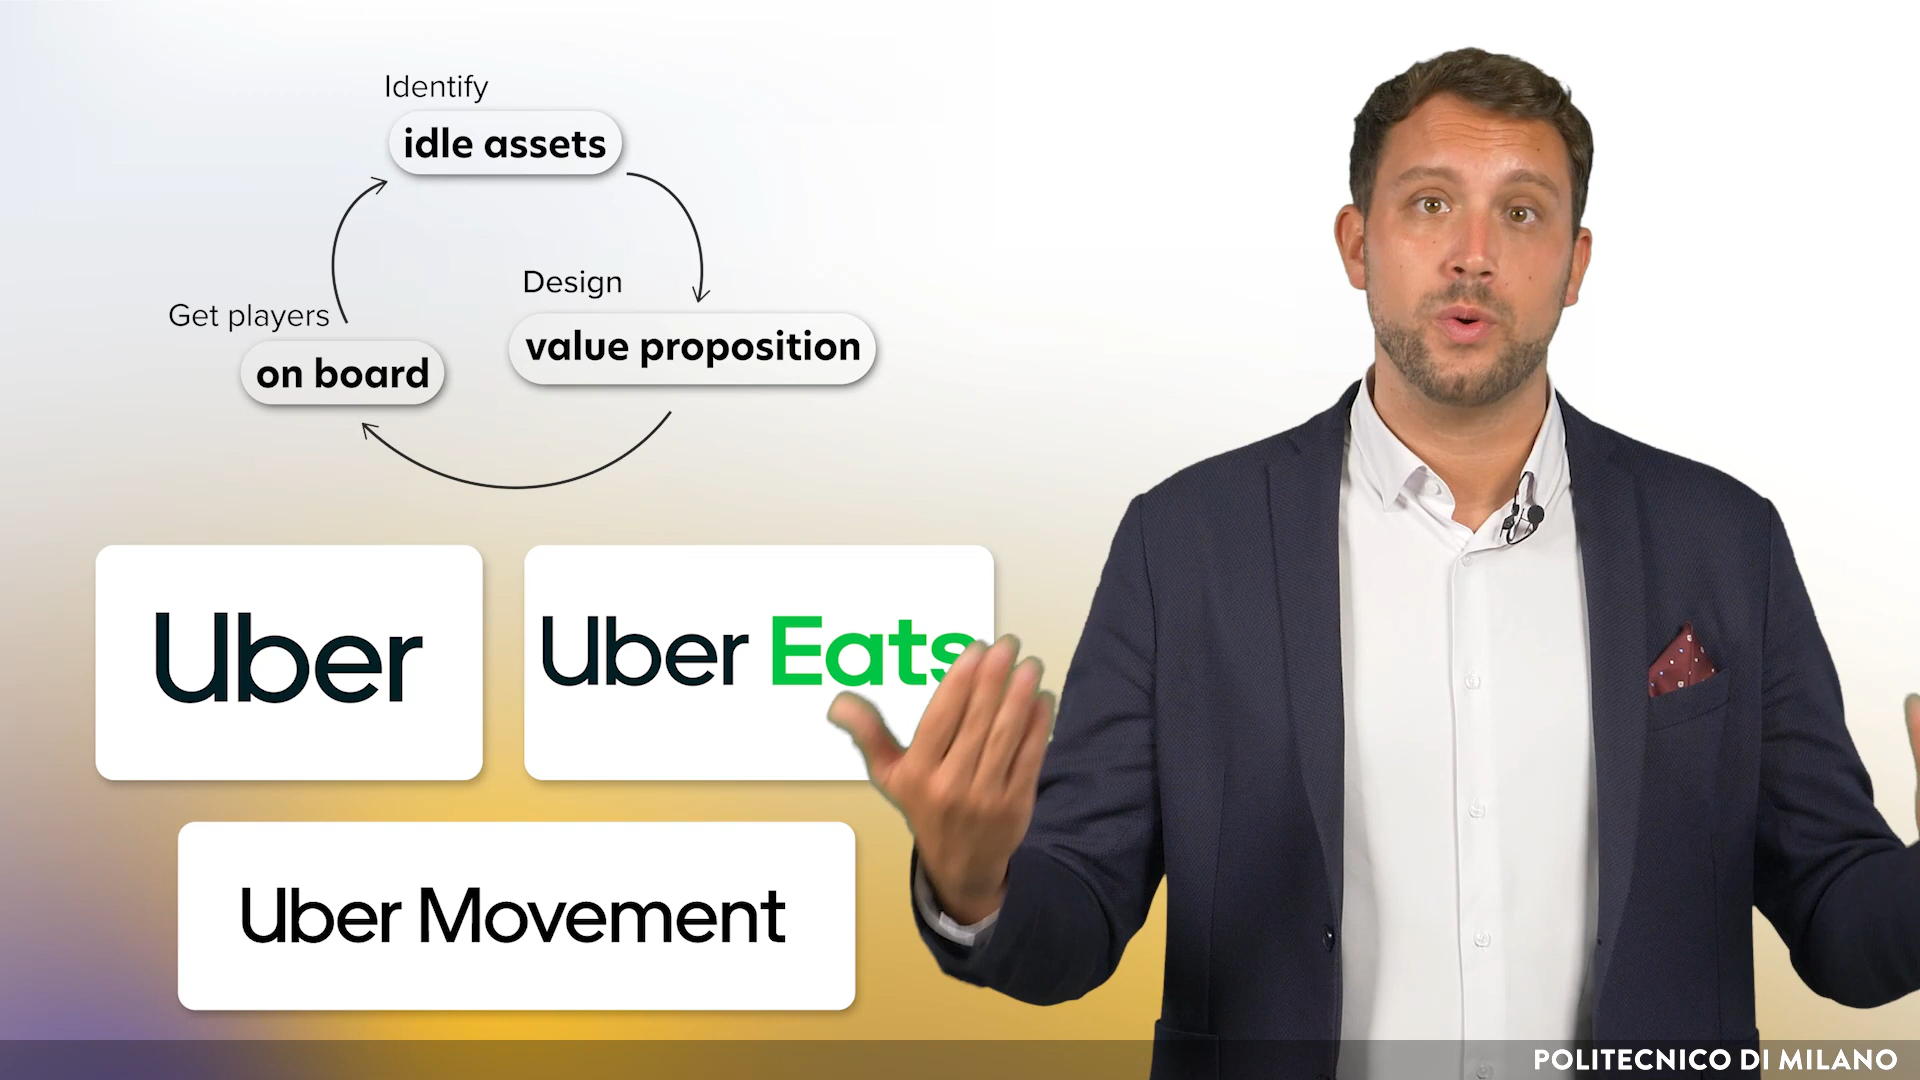 Identify
idle assets
Design
value proposition
Get players
on board
Uber
Uber Eats
Uber Movement
POLITECNICO DI MILANO